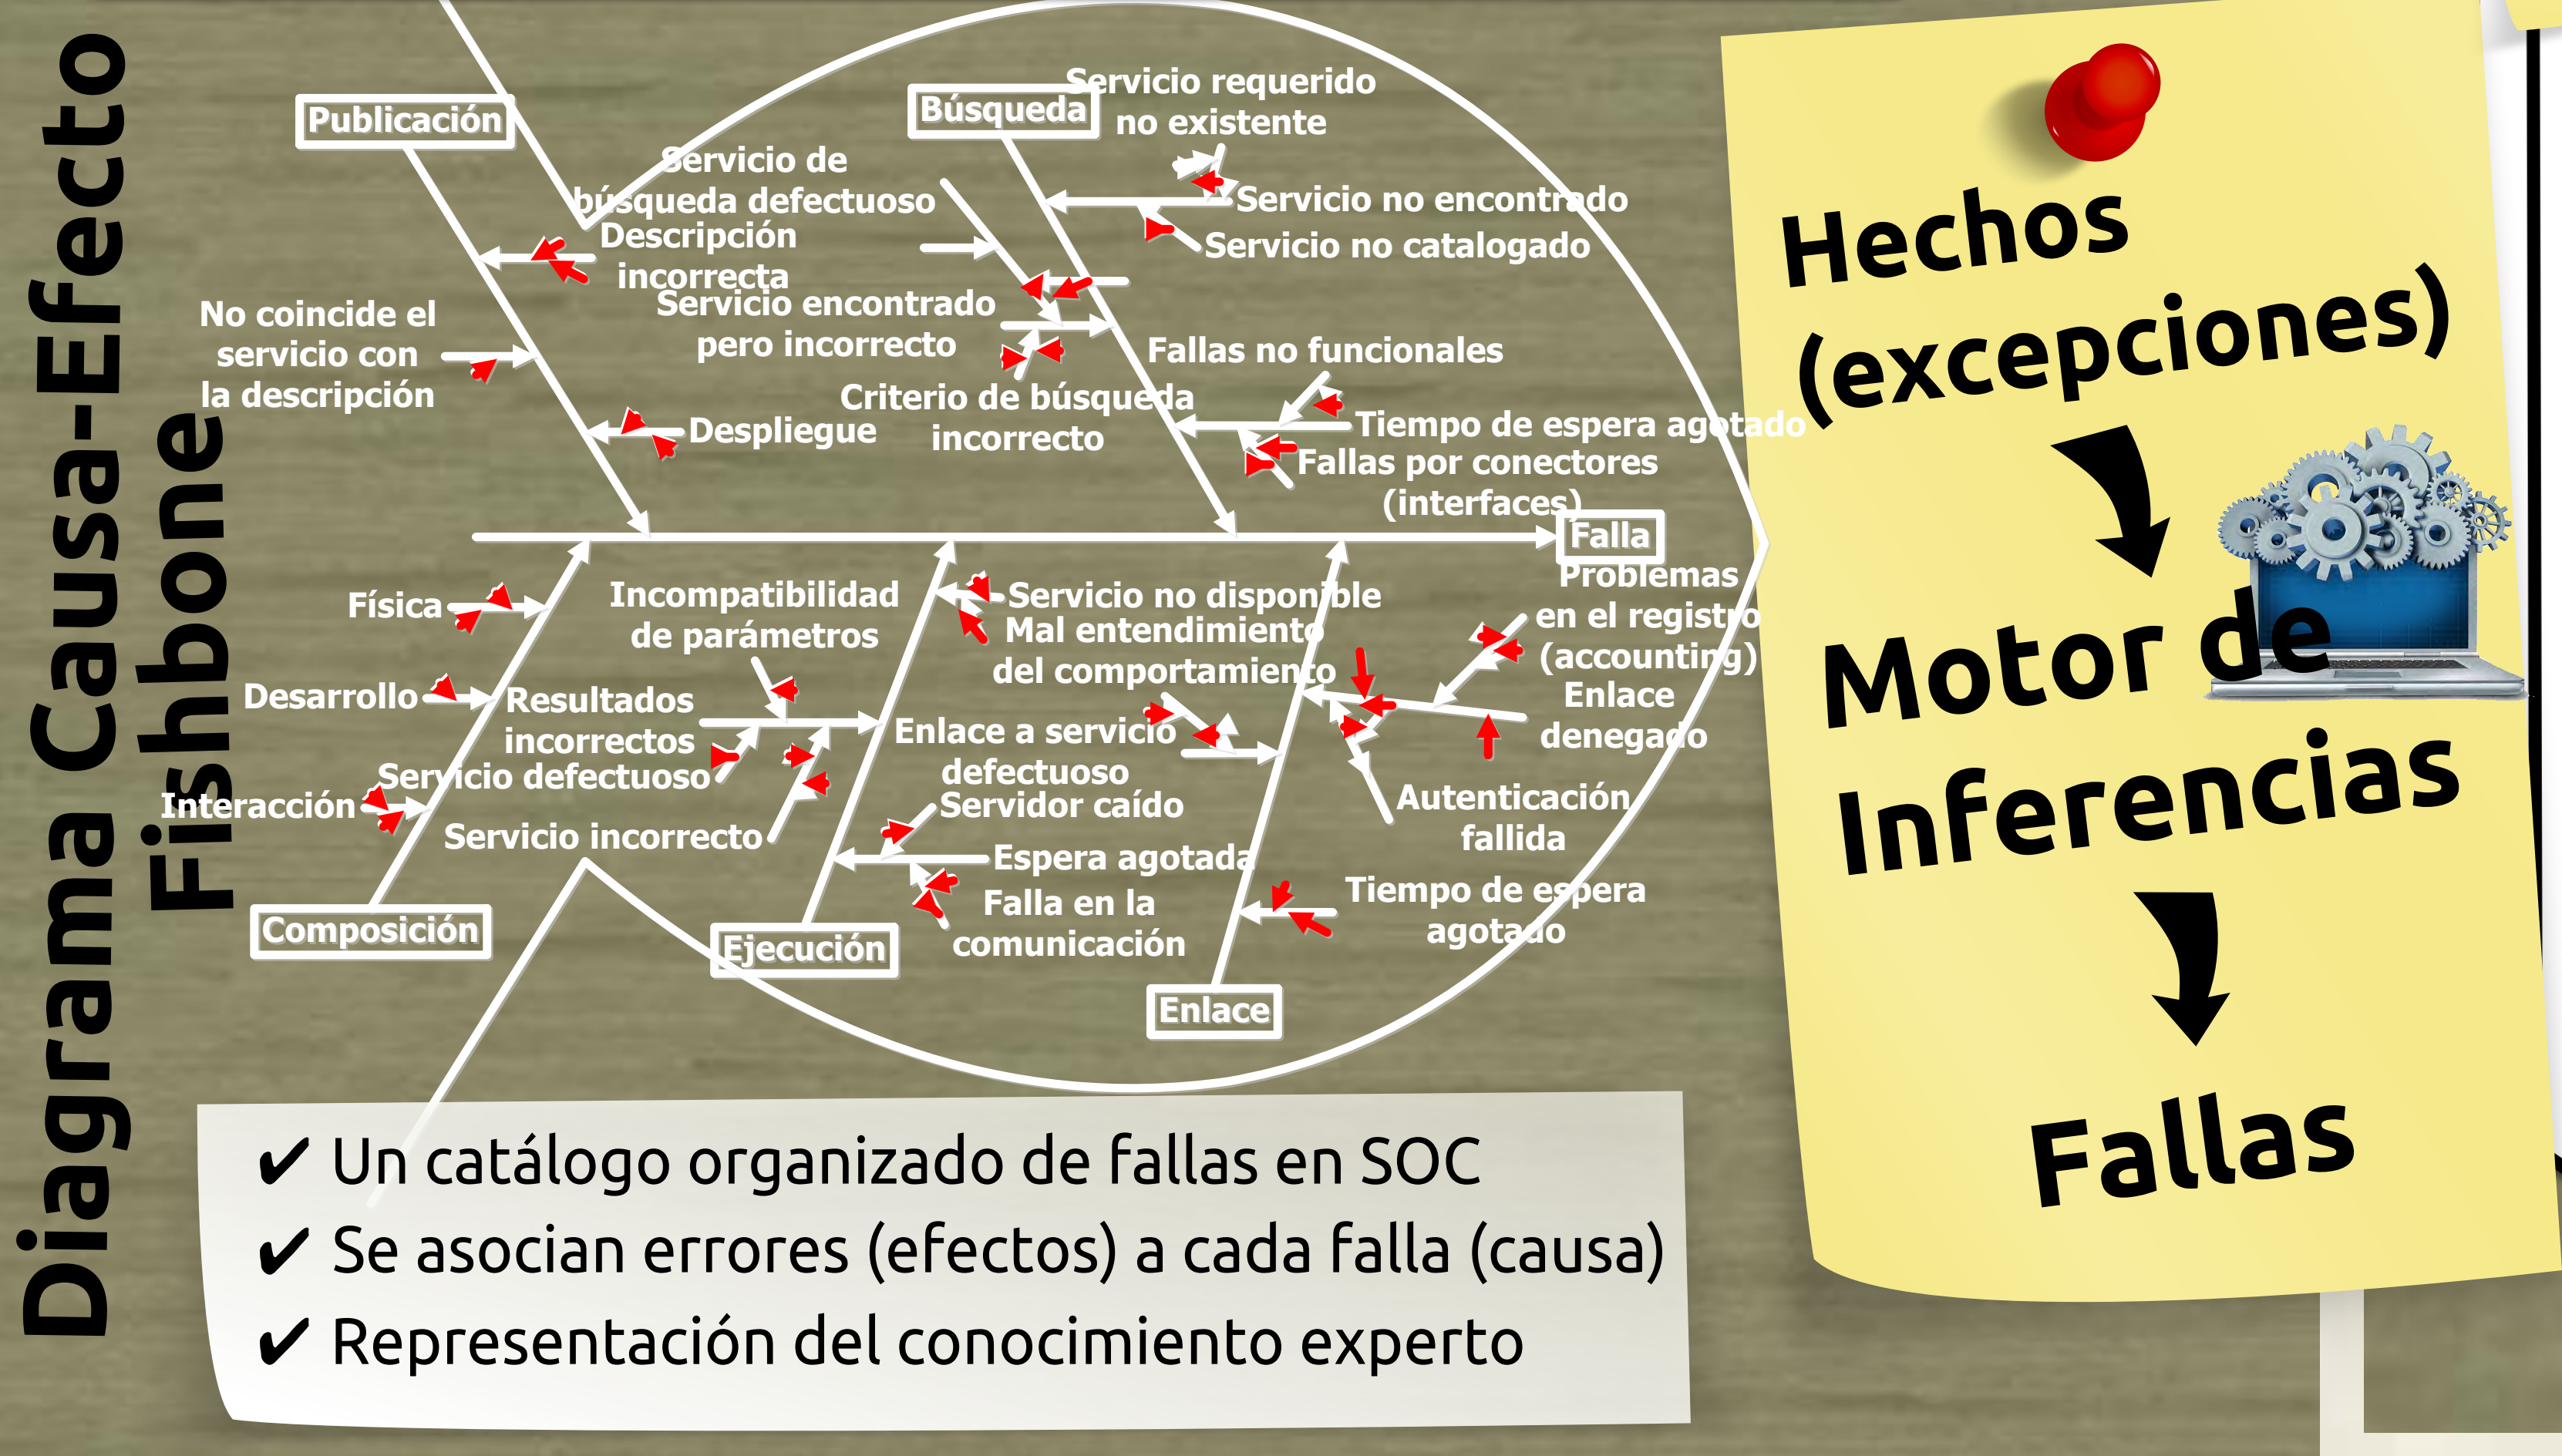 Diagrama Causa-Efecto
Fishbone
Publicación
Descripción
incorrecta
No coincide el
servicio con
la descripción
Despliegue
Búsqueda
Servicio requerido
no existente
Servicio no encontrado
Servicio no catalogado
Servicio de
búsqueda defectuoso
Servicio encontrado
pero incorrecto
Criterio de búsqueda
incorrecto
Fallas no funcionales
Tiempo de espera agotado
Fallas por conectores
(interfaces)
Falla
Física
Desarrollo
Interacción
Composición
Incompatibilidad
de parámetros
Resultados
incorrectos
Servicio defectuoso
Servicio incorrecto
Servicio no disponible
Servidor caído
Espera agotada
Falla en la
comunicación
Ejecución
Mal entendimiento
del comportamiento
Enlace a servicio
defectuoso
Problemas
en el registro
(accounting)
Enlace
denegado
Autenticación
fallida
Tiempo de espera
agotado
Enlace
✔ Un catálogo organizado de fallas en SOC
✔ Se asocian errores (efectos) a cada falla (causa)
✔ Representación del conocimiento experto
Hechos
(excepciones)
Motor de
Inferencias
Fallas